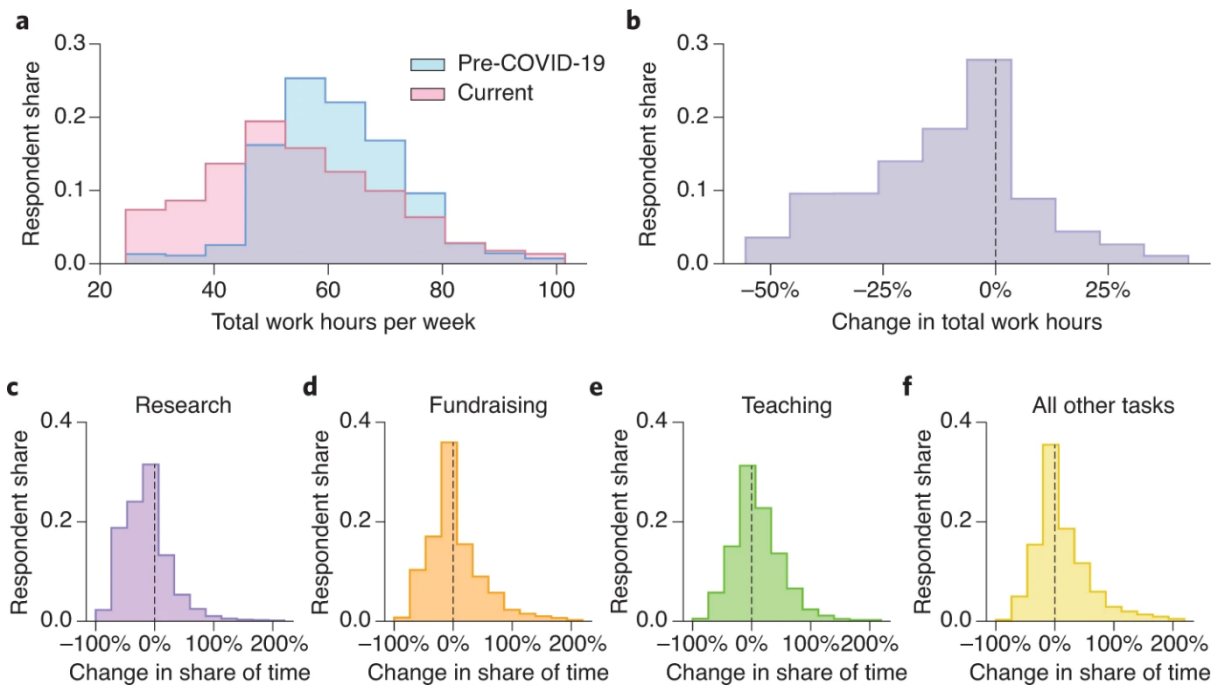 a
0.3
0.2
0.1
0.0
Respondent share
Pre-COVID-19
Current
20
40
60
80
100
Total work hours per week
b
0.3
0.2
0.1
0.0
Respondent share
–50%
–25%
0%
25%
Change in total work hours
c
Research
0.4
0.2
0.0
Respondent share
–100%
0%
100%
200%
Change in share of time
d
Fundraising
0.4
0.2
0.0
Respondent share
–100%
0%
100%
200%
Change in share of time
e
Teaching
0.4
0.2
0.0
Respondent share
–100%
0%
100%
200%
Change in share of time
f
All other tasks
0.4
0.2
0.0
Respondent share
–100%
0%
100%
200%
Change in share of time